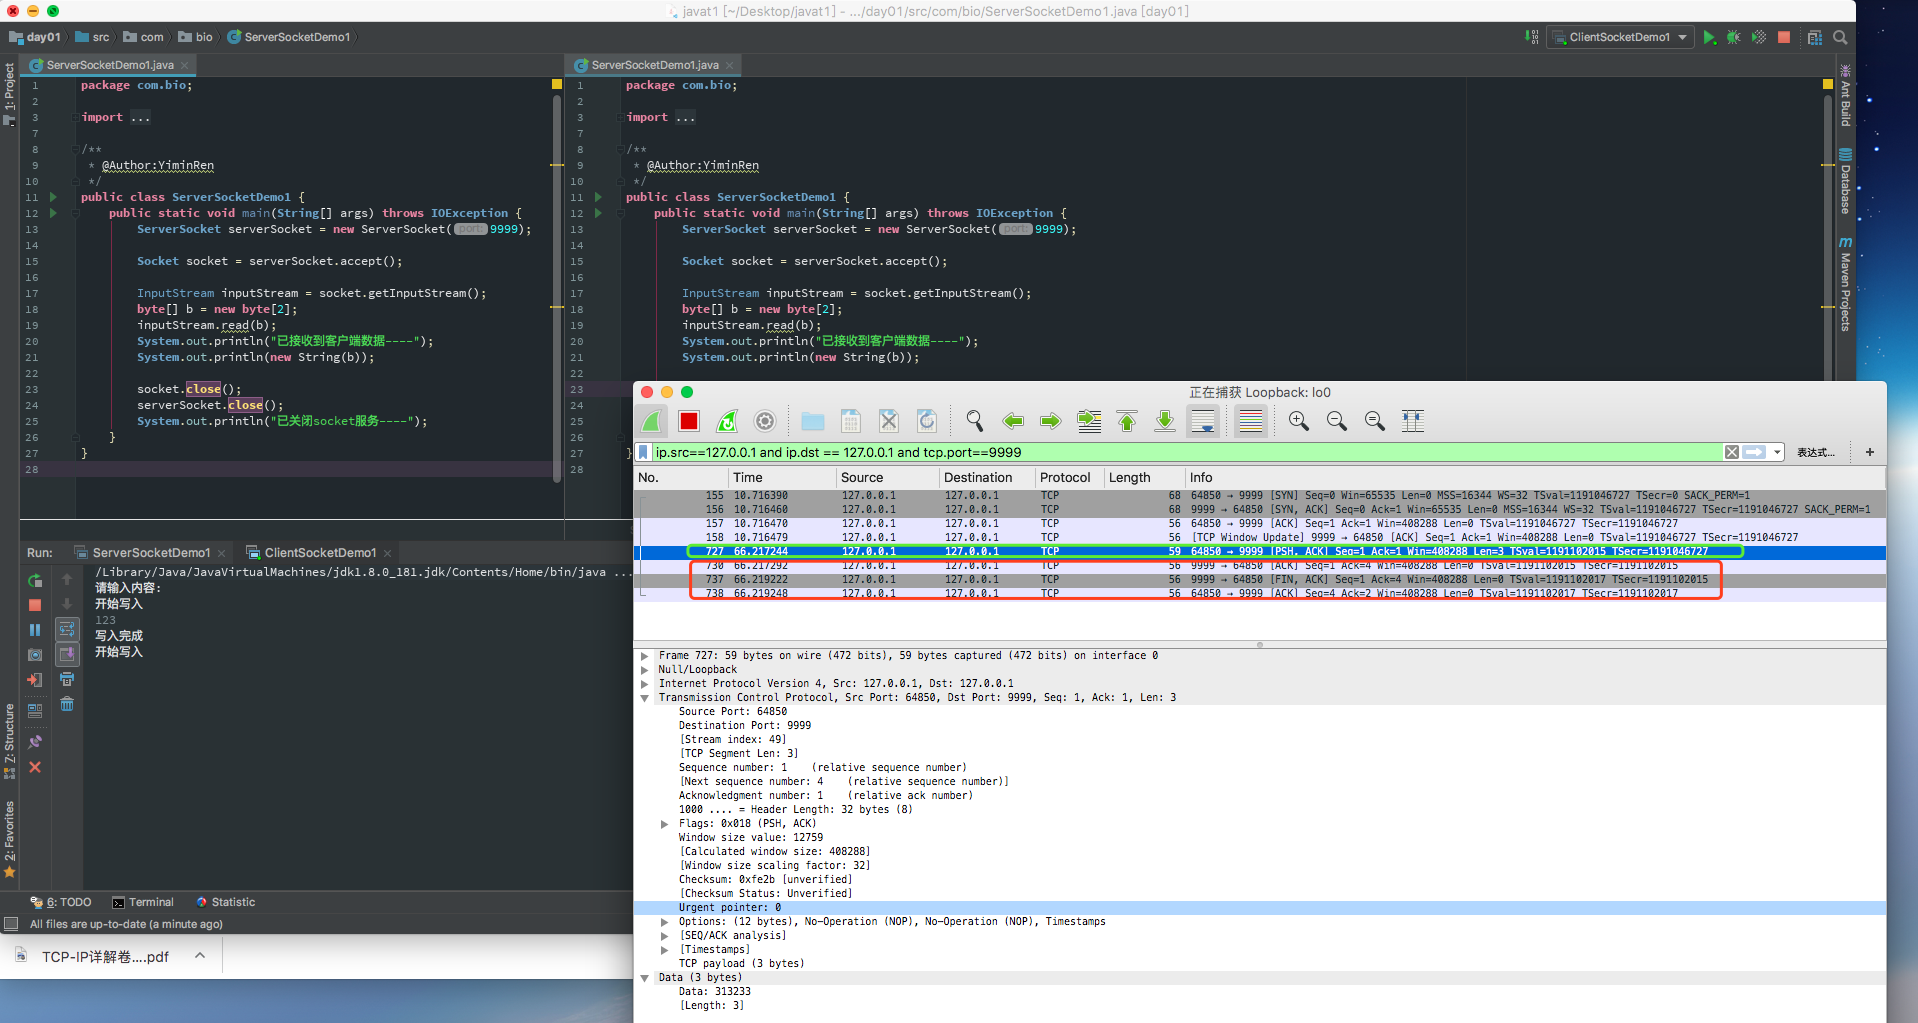 javat1 [~/Desktop/javat1] - .../day01/src/com/bio/ServerSocketDemo1.java [day01]
day01
src
com
bio
ServerSocketDemo1
ClientSocketDemo1
ServerSocketDemo1.java
ServerSocketDemo1.java
1: Project
1 package com.bio;
2
3 import ...
7
8 /**
9 * @Author:YiminRen
10 */
11 public class ServerSocketDemo1 {
12 public static void main(String[] args) throws IOException {
13 ServerSocket serverSocket = new ServerSocket( port: 9999);
14
15 Socket socket = serverSocket.accept();
16
17 InputStream inputStream = socket.getInputStream();
18 byte[] b = new byte[2];
19 inputStream.read(b);
20 System.out.println("已接收到客户端数据----");
21 System.out.println(new String(b));
22
23 socket.close();
24 serverSocket.close();
25 System.out.println("已关闭socket服务----");
26 }
27 }
28
1 package com.bio;
2
3 import ...
7
8 /**
9 * @Author:YiminRen
10 */
11 public class ServerSocketDemo1 {
12 public static void main(String[] args) throws IOException {
13 ServerSocket serverSocket = new ServerSocket( port: 9999);
14
15 Socket socket = serverSocket.accept();
16
17 InputStream inputStream = socket.getInputStream();
18 byte[] b = new byte[2];
19 inputStream.read(b);
20 System.out.println("已接收到客户端数据----");
21 System.out.println(new String(b));
22
23
24
25
26
27 }
28
Ant Build
Database
m
Maven Projects
正在捕获 Loopback: lo0
ip.src==127.0.0.1 and ip.dst == 127.0.0.1 and tcp.port==9999
表达式…
+
No. Time Source Destination Protocol Length Info
155 10.716390 127.0.0.1 127.0.0.1 TCP 68 64850 → 9999 [SYN] Seq=0 Win=65535 Len=0 MSS=16344 WS=32 TSval=1191046727 TSecr=0 SACK_PERM=1
156 10.716460 127.0.0.1 127.0.0.1 TCP 68 9999 → 64850 [SYN, ACK] Seq=0 Ack=1 Win=65535 Len=0 MSS=16344 WS=32 TSval=1191046727 TSecr=1191046727 SACK_PERM=1
157 10.716470 127.0.0.1 127.0.0.1 TCP 56 64850 → 9999 [ACK] Seq=1 Ack=1 Win=408288 Len=0 TSval=1191046727 TSecr=1191046727
158 10.716479 127.0.0.1 127.0.0.1 TCP 56 [TCP Window Update] 9999 → 64850 [ACK] Seq=1 Ack=1 Win=408288 Len=0 TSval=1191046727 TSecr=1191046727
727 66.217244 127.0.0.1 127.0.0.1 TCP 59 64850 → 9999 [PSH, ACK] Seq=1 Ack=1 Win=408288 Len=3 TSval=1191102015 TSecr=1191046727
730 66.217292 127.0.0.1 127.0.0.1 TCP 56 9999 → 64850 [ACK] Seq=1 Ack=4 Win=408288 Len=0 TSval=1191102015 TSecr=1191102015
737 66.219222 127.0.0.1 127.0.0.1 TCP 56 9999 → 64850 [FIN, ACK] Seq=1 Ack=4 Win=408288 Len=0 TSval=1191102017 TSecr=1191102015
738 66.219248 127.0.0.1 127.0.0.1 TCP 56 64850 → 9999 [ACK] Seq=4 Ack=2 Win=408288 Len=0 TSval=1191102017 TSecr=1191102017
Frame 727: 59 bytes on wire (472 bits), 59 bytes captured (472 bits) on interface 0
Null/Loopback
Internet Protocol Version 4, Src: 127.0.0.1, Dst: 127.0.0.1
Transmission Control Protocol, Src Port: 64850, Dst Port: 9999, Seq: 1, Ack: 1, Len: 3
Source Port: 64850
Destination Port: 9999
[Stream index: 49]
[TCP Segment Len: 3]
Sequence number: 1 (relative sequence number)
[Next sequence number: 4 (relative sequence number)]
Acknowledgment number: 1 (relative ack number)
1000 .... = Header Length: 32 bytes (8)
Flags: 0x018 (PSH, ACK)
Window size value: 12759
[Calculated window size: 408288]
[Window size scaling factor: 32]
Checksum: 0xfe2b [unverified]
[Checksum Status: Unverified]
Urgent pointer: 0
Options: (12 bytes), No-Operation (NOP), No-Operation (NOP), Timestamps
[SEQ/ACK analysis]
[Timestamps]
TCP payload (3 bytes)
Data (3 bytes)
Data: 313233
[Length: 3]
Run: ServerSocketDemo1 ClientSocketDemo1
/Library/Java/JavaVirtualMachines/jdk1.8.0_181.jdk/Contents/Home/bin/java ...
请输入内容:
开始写入
123
写入完成
开始写入
Z: Structure
2: Favorites
6: TODO
Terminal
Statistic
All files are up-to-date (a minute ago)
TCP-IP详解卷....pdf